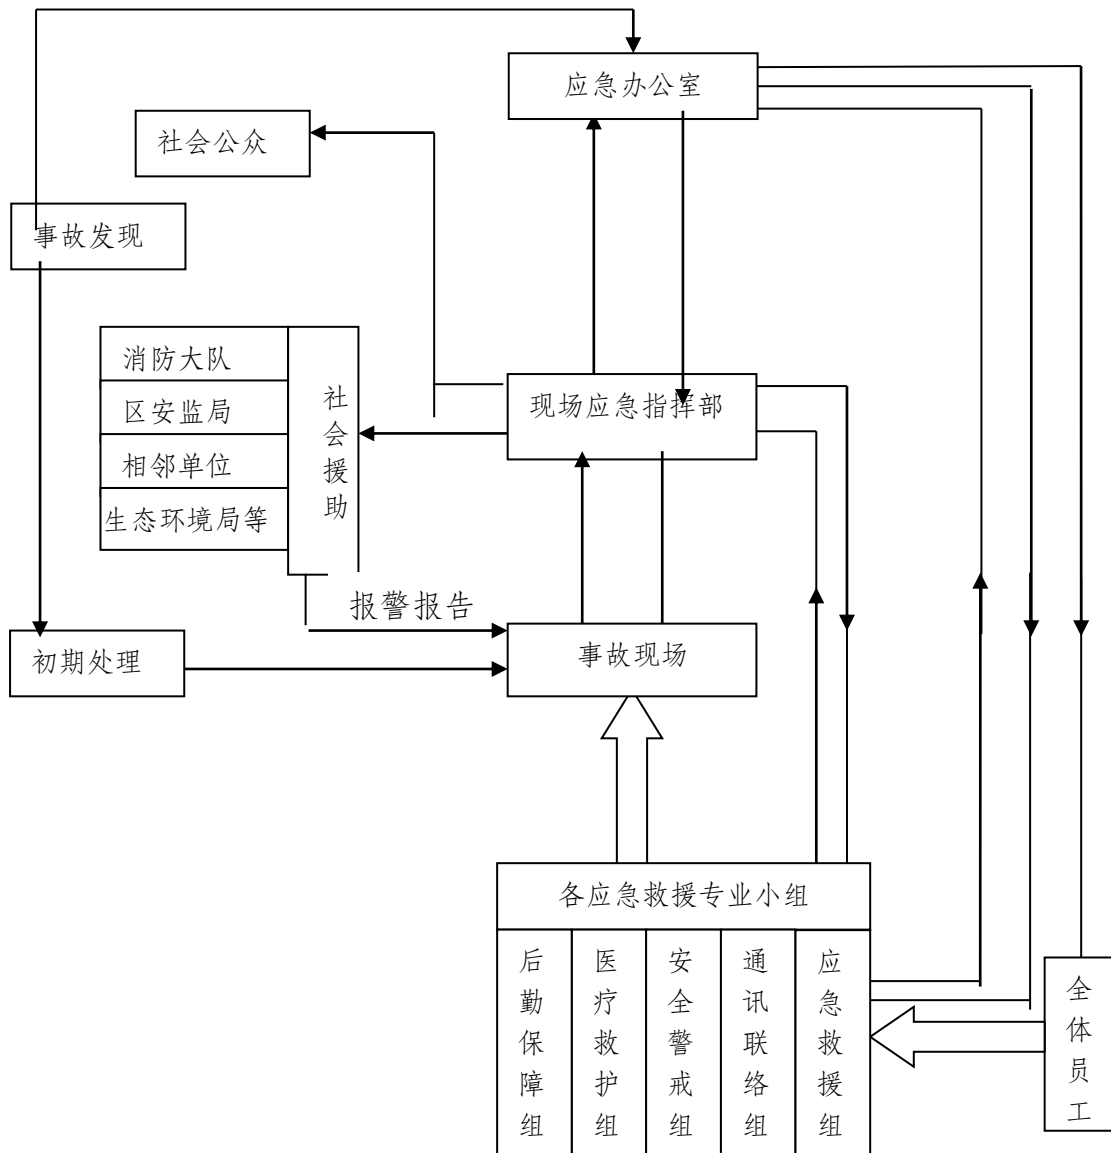 应急办公室
社会公众
事故发现
消防大队
区安监局
相邻单位
生态环境局等
社会援助
现场应急指挥部
报警报告
初期处理
事故现场
各应急救援专业小组
后勤保障组
医疗救护组
安全警戒组
通讯联络组
应急救援组
全体员工